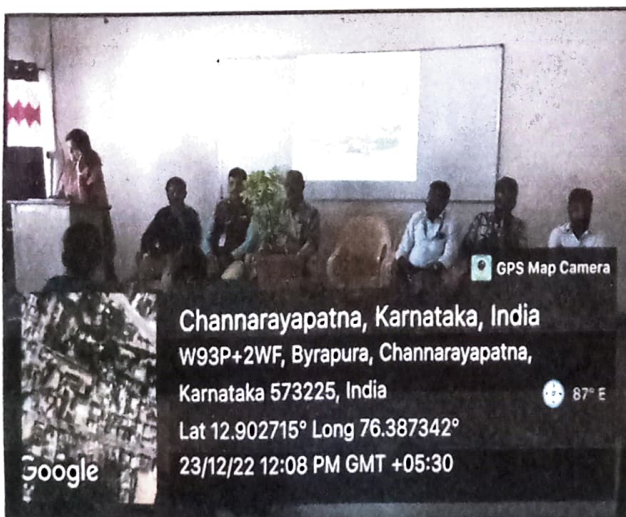 GPS Map Camera
Channarayapatna, Karnataka, India
W93P+2WF, Byrapura, Channarayapatna,
Karnataka 573225, India
87° E
Lat 12.902715° Long 76.387342°
23/12/22 12:08 PM GMT +05:30
Google